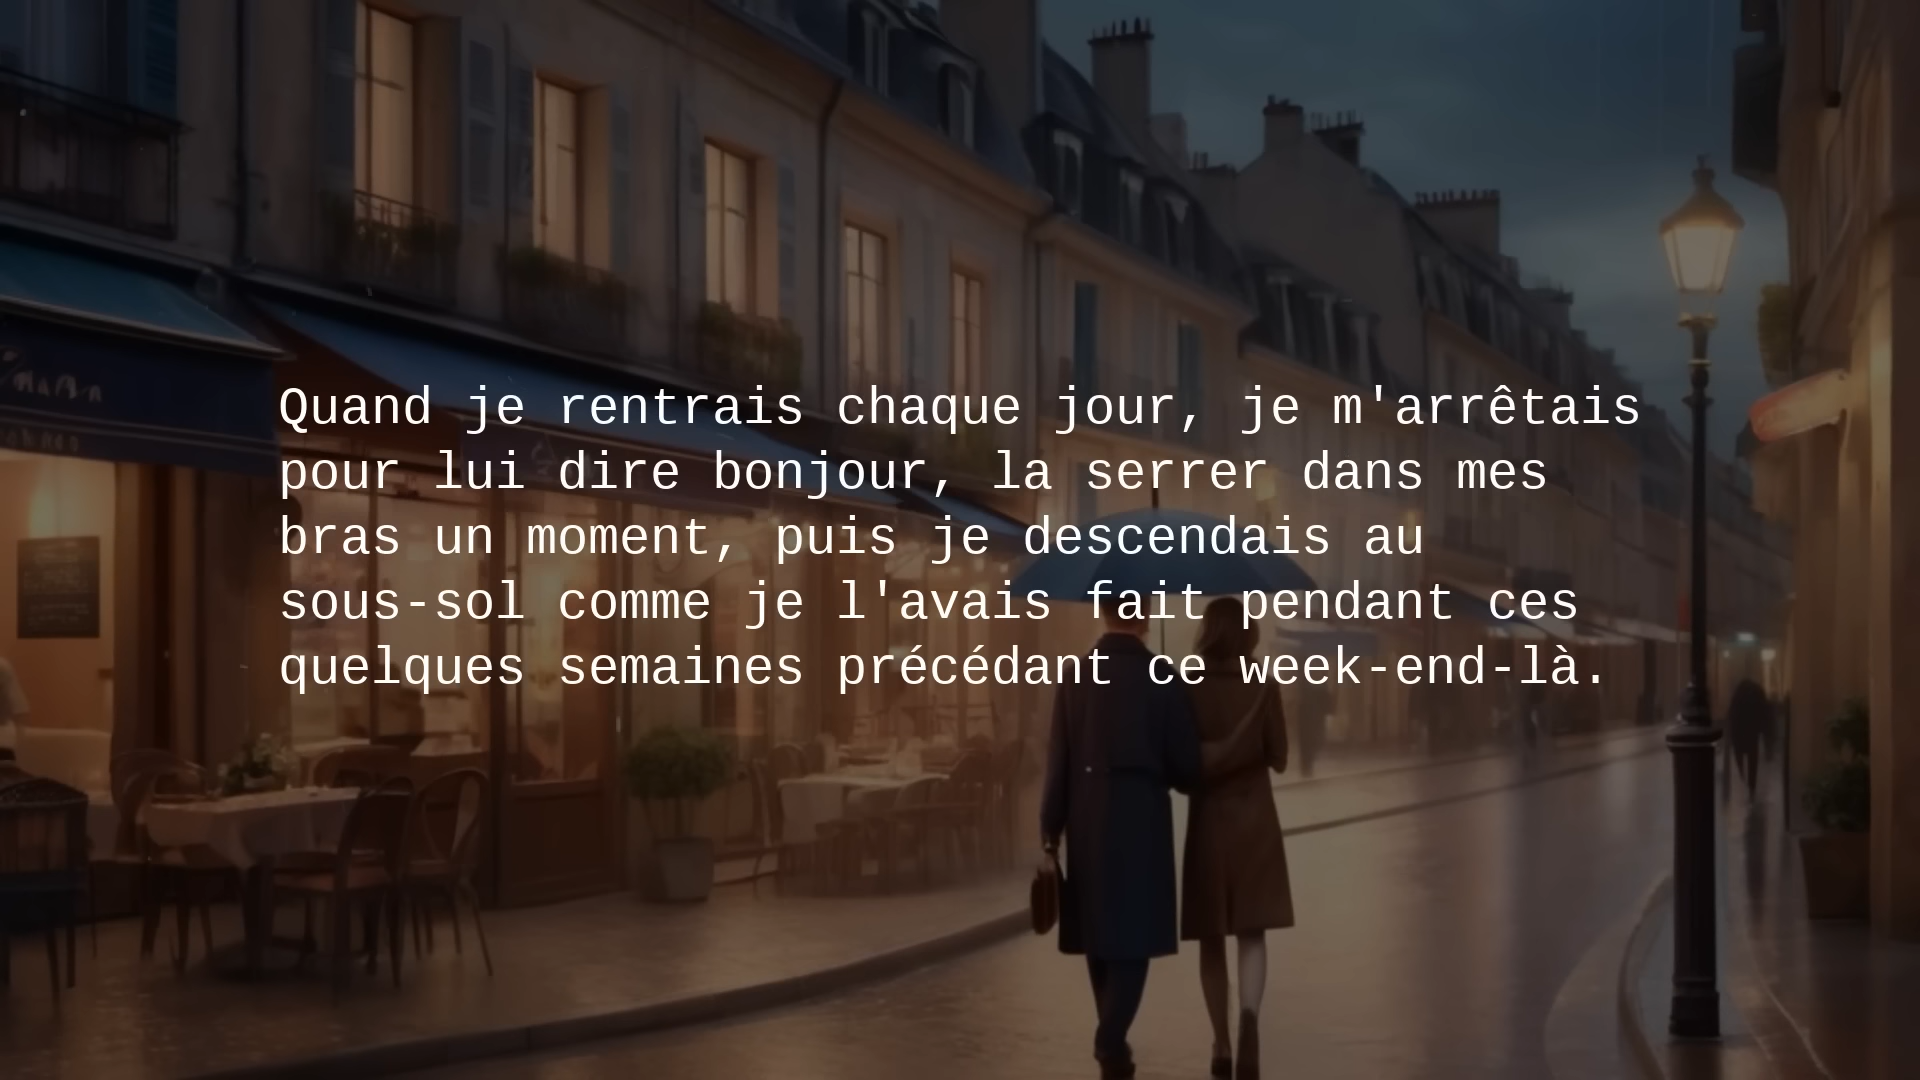 Quand je rentrais chaque jour, je m'arrêtais
pour lui dire bonjour, la serrer dans mes
bras un moment, puis je descendais au
sous-sol comme je l'avais fait pendant ces
quelques semaines précédant ce week-end-là.